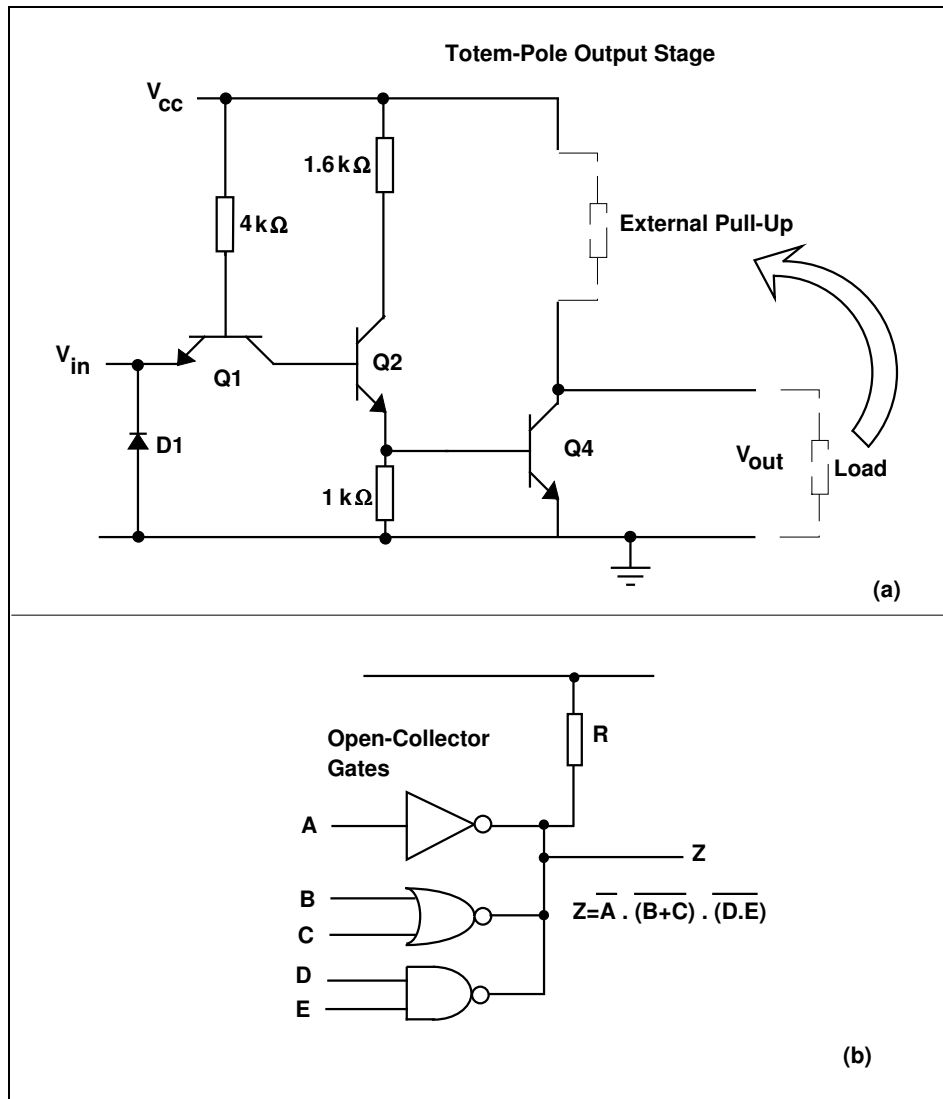 Totem-Pole Output Stage
Vcc
1.6 kΩ
4 kΩ
External Pull-Up
Vin
Q1
Q2
D1
Q4
Vout
Load
1 kΩ
(a)
Open-Collector
Gates
R
A
Z
B
C
Z=A̅ . (B+C)̅ . (D.E)̅
D
E
(b)